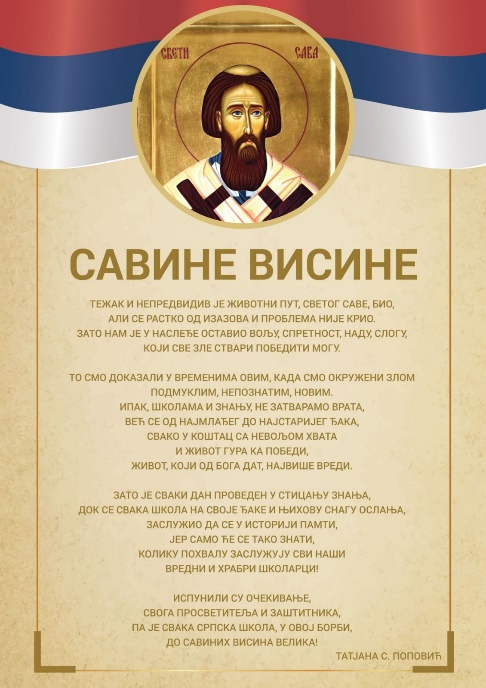 СВЕТИ САВА
САВИНЕ ВИСИНЕ
ТЕЖАК И НЕПРЕДВИДИВ ЈЕ ЖИВОТНИ ПУТ, СВЕТОГ САВЕ, БИО,
АЛИ СЕ РАСТКО ОД ИЗАЗОВА И ПРОБЛЕМА НИЈЕ КРИО.
ЗАТО НАМ ЈЕ У НАСЛЕЂЕ ОСТАВИО ВОЉУ, СПРЕТНОСТ, НАДУ, СЛОГУ,
КОЈИ СВЕ ЗЛЕ СТВАРИ ПОБЕДИТИ МОГУ.
ТО СМО ДОКАЗАЛИ У ВРЕМЕНИМА ОВИМ, КАДА СМО ОКРУЖЕНИ ЗЛОМ
ПОДМУКЛИМ, НЕПОЗНАТИМ, НОВИМ.
ИПАК, ШКОЛАМА И ЗНАЊУ, НЕ ЗАТВАРАМО ВРАТА,
ВЕЋ СЕ ОД НАЈМЛАЂЕГ ДО НАЈСТАРИЈЕГ ЂАКА,
СВАКО У КОШТАЦ СА НЕВОЉОМ ХВАТА
И ЖИВОТ ГУРА КА ПОБЕДИ,
ЖИВОТ, КОЈИ ОД БОГА ДАТ, НАЈВИШЕ ВРЕДИ.
ЗАТО ЈЕ СВАКИ ДАН ПРОВЕДЕН У СТИЦАЊУ ЗНАЊА,
ДОК СЕ СВАКА ШКОЛА НА СВОЈЕ ЂАКЕ И ЊИХОВУ СНАГУ ОСЛАЊА,
ЗАСЛУЖИО ДА СЕ У ИСТОРИЈИ ПАМТИ,
ЈЕР САМО ЋЕ СЕ ТАКО ЗНАТИ,
КОЛИКУ ПОХВАЛУ ЗАСЛУЖУЈУ СВИ НАШИ
ВРЕДНИ И ХРАБРИ ШКОЛАРЦИ!
ИСПУНИЛИ СУ ОЧЕКИВАЊЕ,
СВОГА ПРОСВЕТИТЕЉА И ЗАШТИТНИКА,
ПА ЈЕ СВАКА СРПСКА ШКОЛА, У ОВОЈ БОРБИ,
ДО САВИНИХ ВИСИНА ВЕЛИКА!
ТАТЈАНА С. ПОПОВИЋ